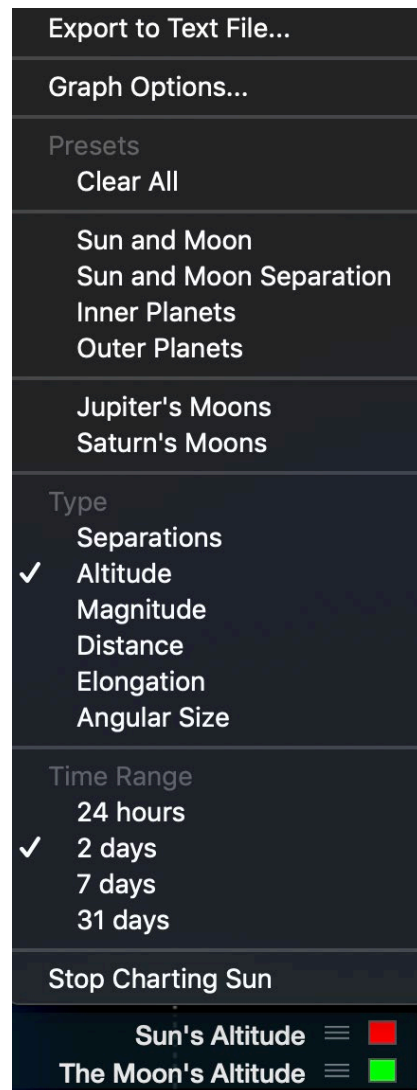 Export to Text File...
Graph Options...
Presets
Clear All
Sun and Moon
Sun and Moon Separation
Inner Planets
Outer Planets
Jupiter's Moons
Saturn's Moons
Type
Separations
✓ Altitude
Magnitude
Distance
Elongation
Angular Size
Time Range
24 hours
✓ 2 days
7 days
31 days
Stop Charting Sun
Sun's Altitude
The Moon's Altitude